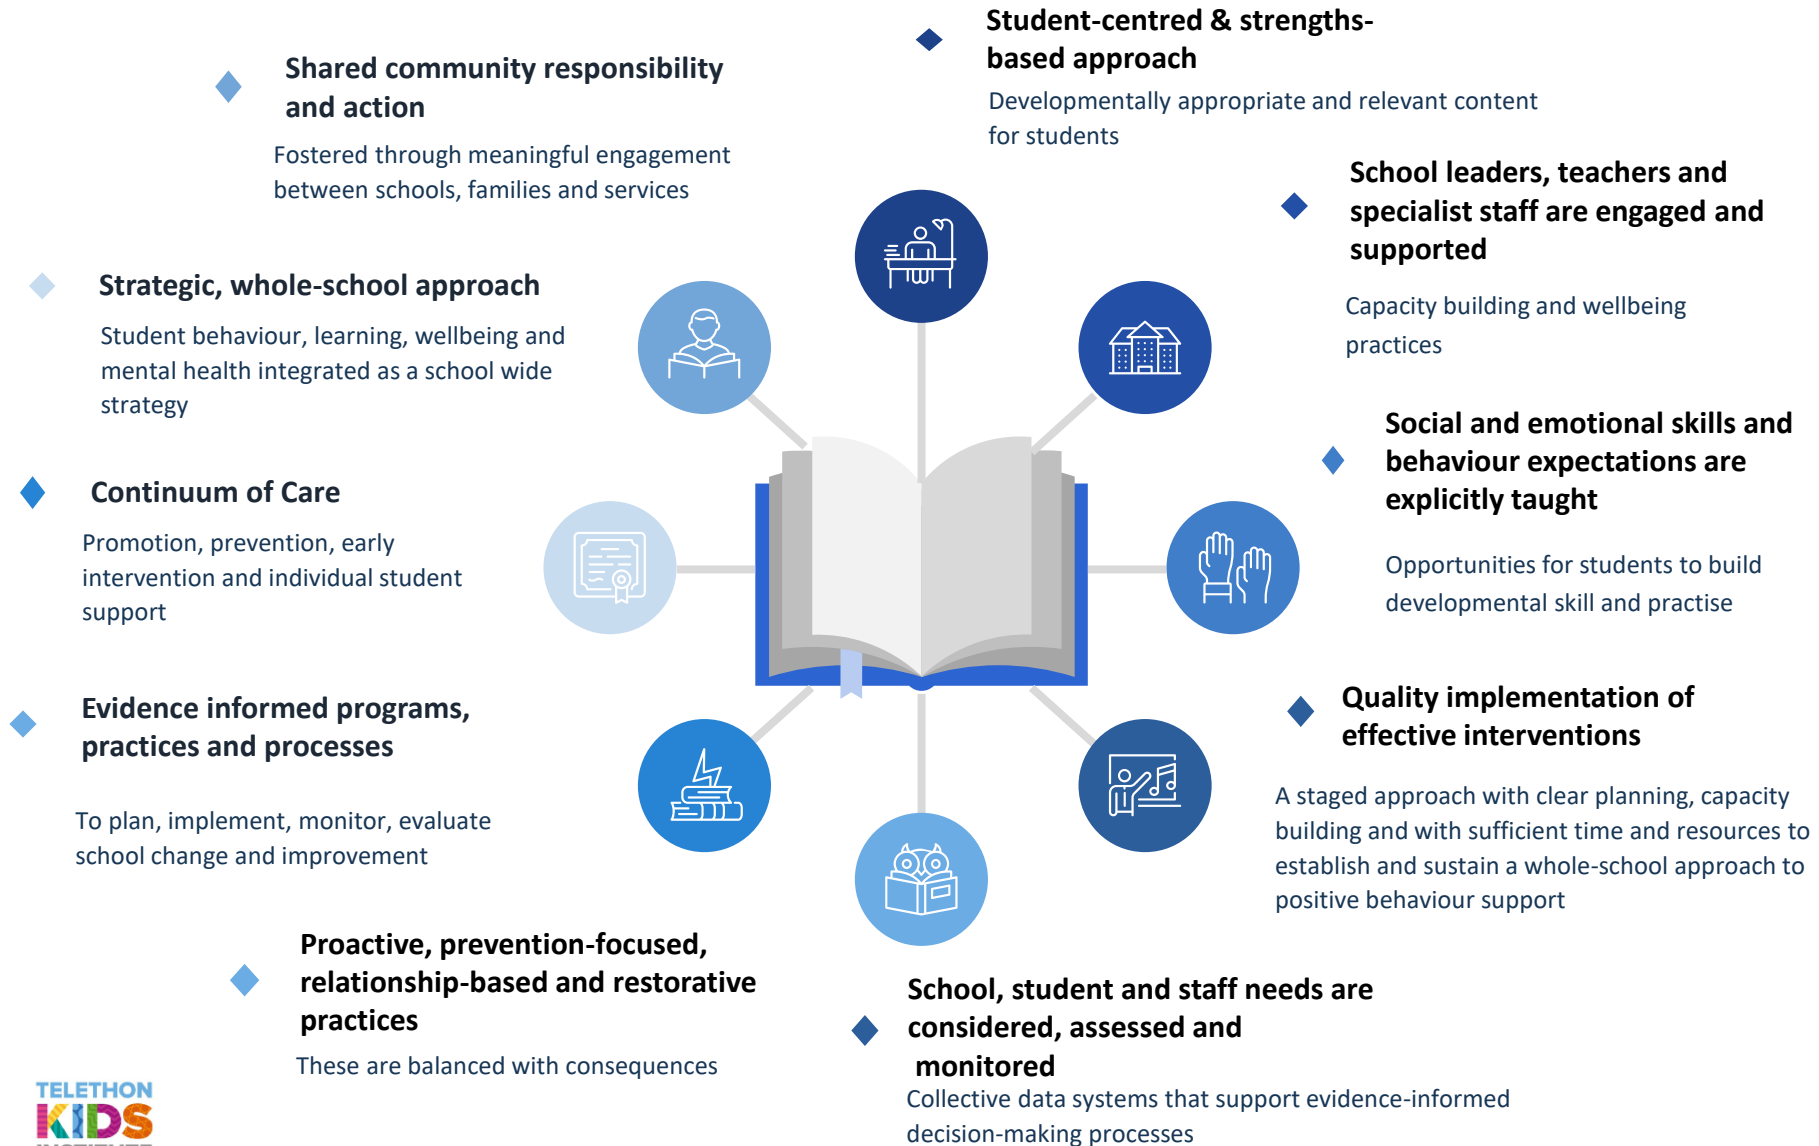 Student-centred & strengths-
based approach
Developmentally appropriate and relevant content
for students
School leaders, teachers and
specialist staff are engaged and
supported
Capacity building and wellbeing
practices
Social and emotional skills and
behaviour expectations are
explicitly taught
Opportunities for students to build
developmental skill and practise
Quality implementation of
effective interventions
A staged approach with clear planning, capacity
building and with sufficient time and resources to
establish and sustain a whole-school approach to
positive behaviour support
School, student and staff needs are
considered, assessed and
monitored
Collective data systems that support evidence-informed
decision-making processes
Proactive, prevention-focused,
relationship-based and restorative
practices
These are balanced with consequences
Evidence informed programs,
practices and processes
To plan, implement, monitor, evaluate
school change and improvement
Continuum of Care
Promotion, prevention, early
intervention and individual student
support
Strategic, whole-school approach
Student behaviour, learning, wellbeing and
mental health integrated as a school wide
strategy
Shared community responsibility
and action
Fostered through meaningful engagement
between schools, families and services
TELETHON
KIDS